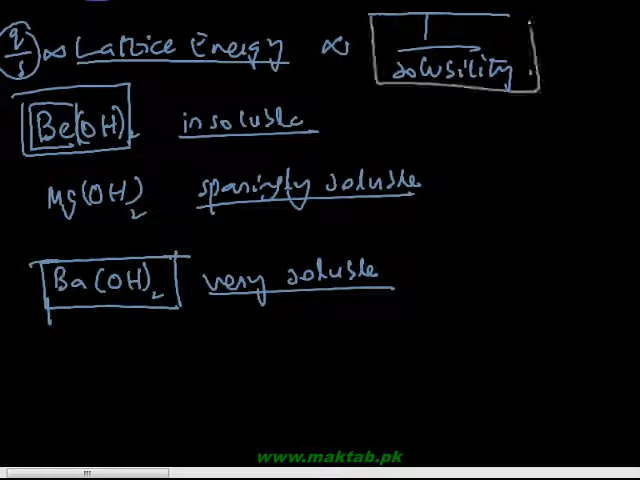 q/s ∝ Lattice Energy ∝ 1/solubility
Be(OH)₂ insoluble
Mg(OH)₂ sparingly soluble
Ba(OH)₂ very soluble
www.maktab.pk